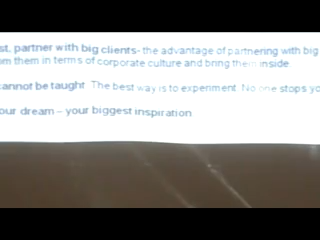 st, partner with big clients- the advantage of partnering with big
om them in terms of corporate culture and bring them inside
cannot be taught. The best way is to experiment. No one stops yo
our dream – your biggest inspiration